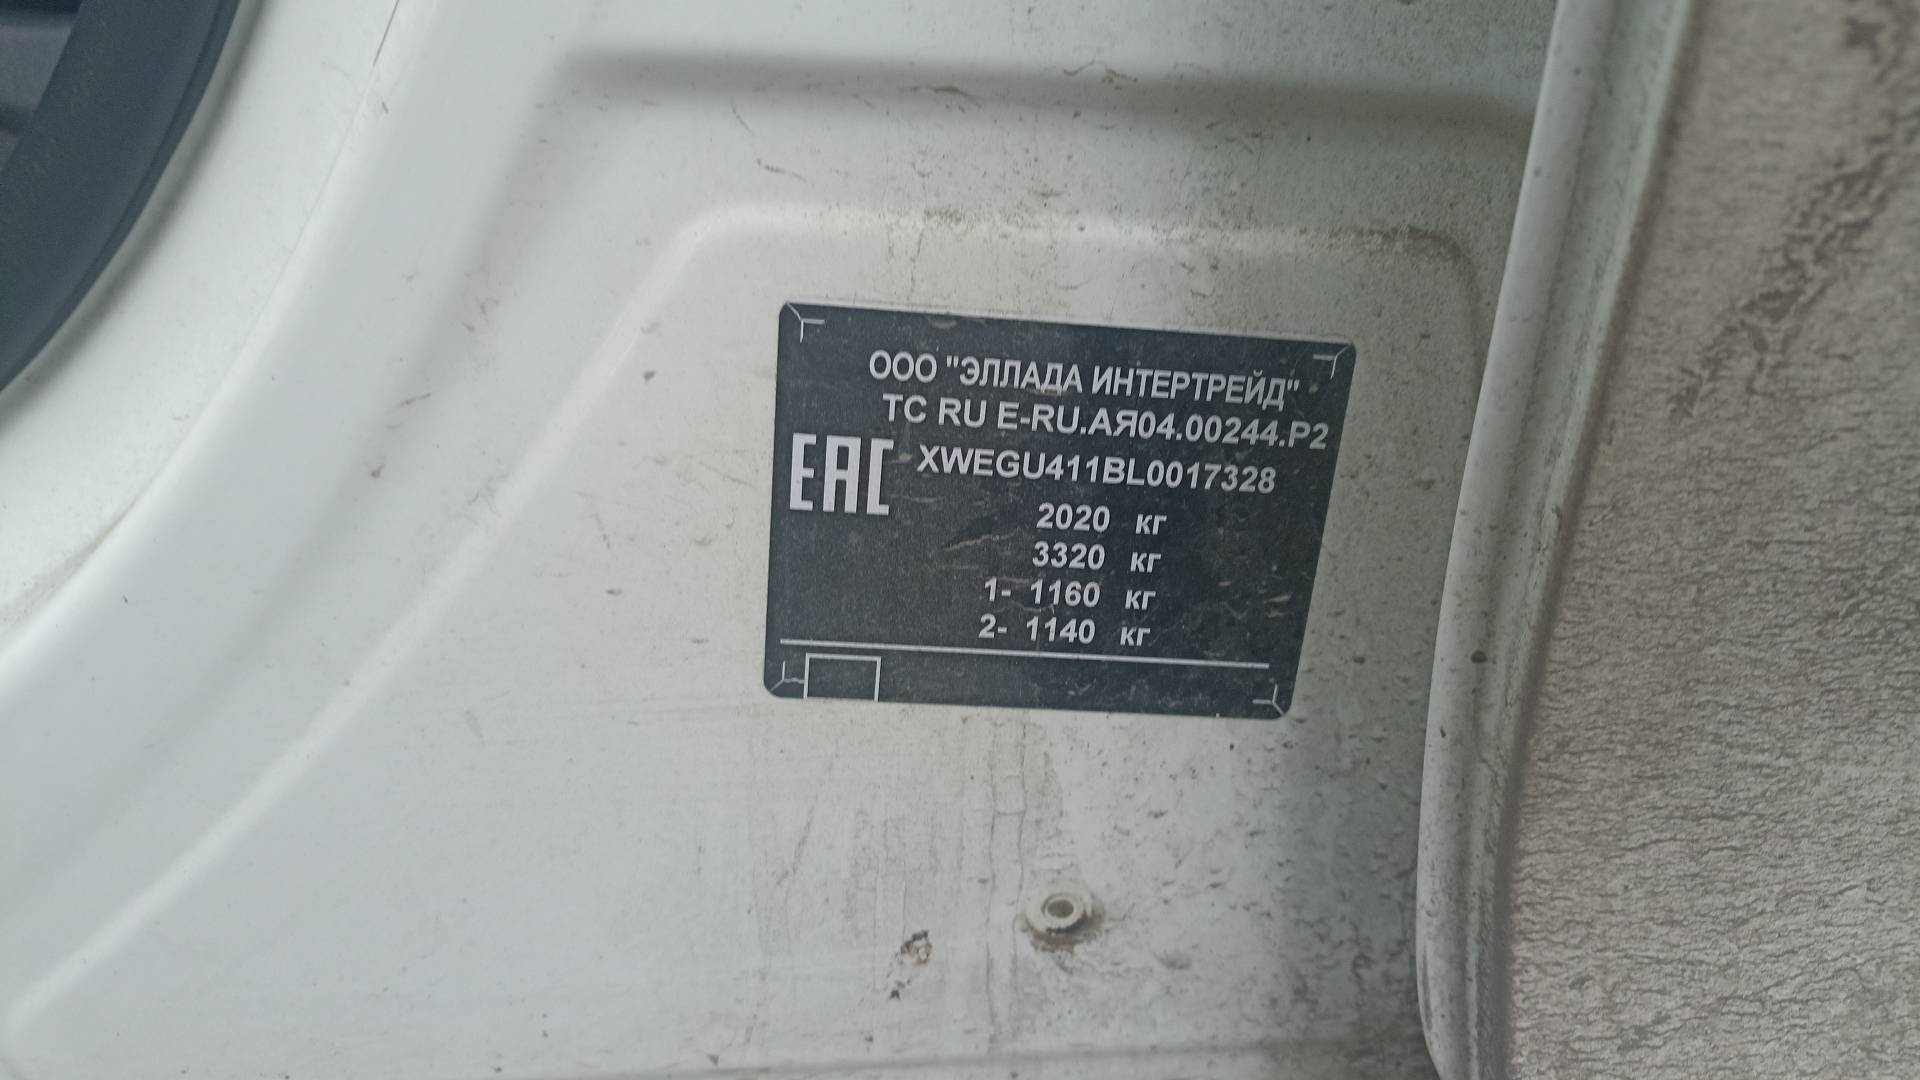 ООО "ЭЛЛАДА ИНТЕРТРЕЙД"
ТС RU E-RU.АЯ04.00244.Р2
EAC XWEGU411BL0017328
2020 кг
3320 кг
1- 1160 кг
2- 1140 кг